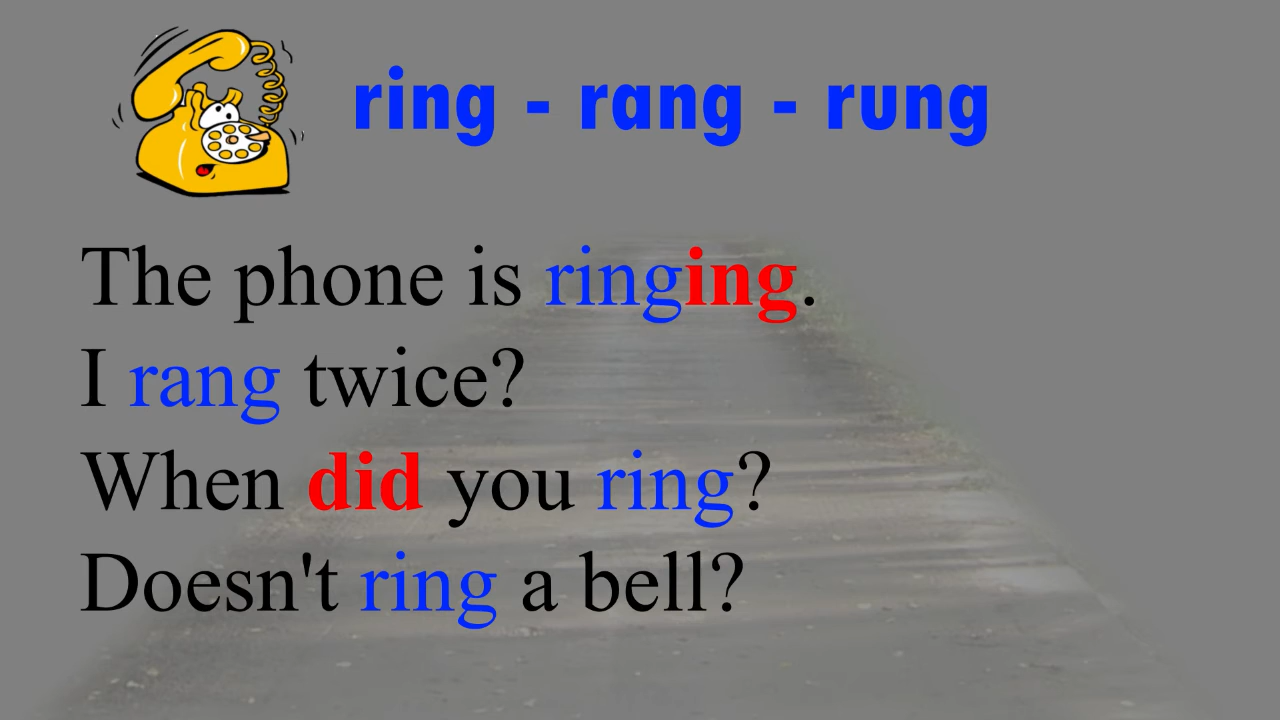 ring - rang - rung
The phone is ringing.
I rang twice?
When did you ring?
Doesn't ring a bell?